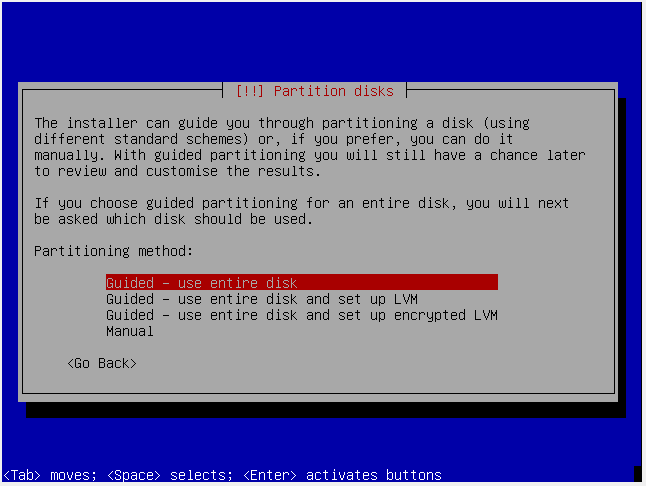 [!!] Partition disks
The installer can guide you through partitioning a disk (using
different standard schemes) or, if you prefer, you can do it
manually. With guided partitioning you will still have a chance later
to review and customise the results.
If you choose guided partitioning for an entire disk, you will next
be asked which disk should be used.
Partitioning method:
Guided - use entire disk
Guided - use entire disk and set up LVM
Guided - use entire disk and set up encrypted LVM
Manual
<Go Back>
<Tab> moves; <Space> selects; <Enter> activates buttons